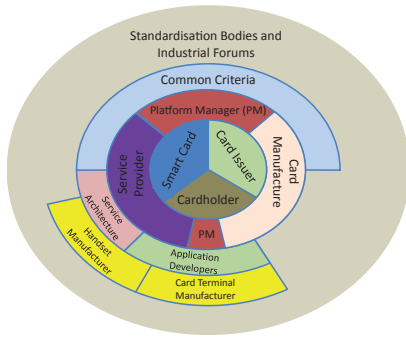 Standardisation Bodies and
Industrial Forums
Common Criteria
Platform Manager (PM)
Smart Card
Card Issuer
Card
Manufacture
Service
Provider
Cardholder
PM
Service
Architecture
Application
Developers
Handset
Manufacturer
Card Terminal
Manufacturer